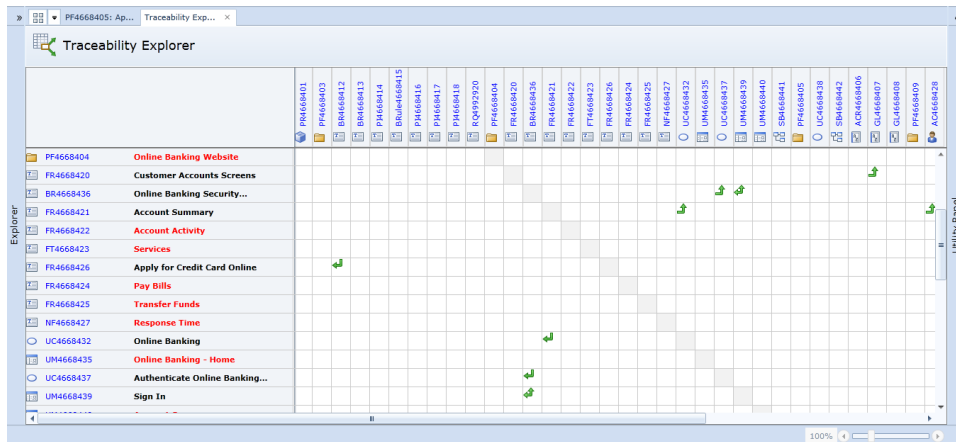 » PF4668405: Ap... Traceability Exp... ×
Traceability Explorer
PR4668401 PF4668403 BR4668412 BR4668413 PI4668414 BRule4668415 PI4668416 PI4668417 PI4668418 RQ4992920 PF4668404 FR4668420 BR4668436 FR4668421 FR4668422 FT4668423 FR4668426 FR4668424 FR4668425 NF4668427 UC4668432 UM4668435 UC4668437 UM4668439 UM4668440 SB4668441 PF4668405 UC4668438 SB4668442 ACR4668406 GL4668407 GL4668408 PF4668409 AC4668428
PF4668404 Online Banking Website
FR4668420 Customer Accounts Screens
BR4668436 Online Banking Security...
FR4668421 Account Summary
FR4668422 Account Activity
FT4668423 Services
FR4668426 Apply for Credit Card Online
FR4668424 Pay Bills
FR4668425 Transfer Funds
NF4668427 Response Time
UC4668432 Online Banking
UM4668435 Online Banking - Home
UC4668437 Authenticate Online Banking...
UM4668439 Sign In
Explorer
Utility Panel
100%